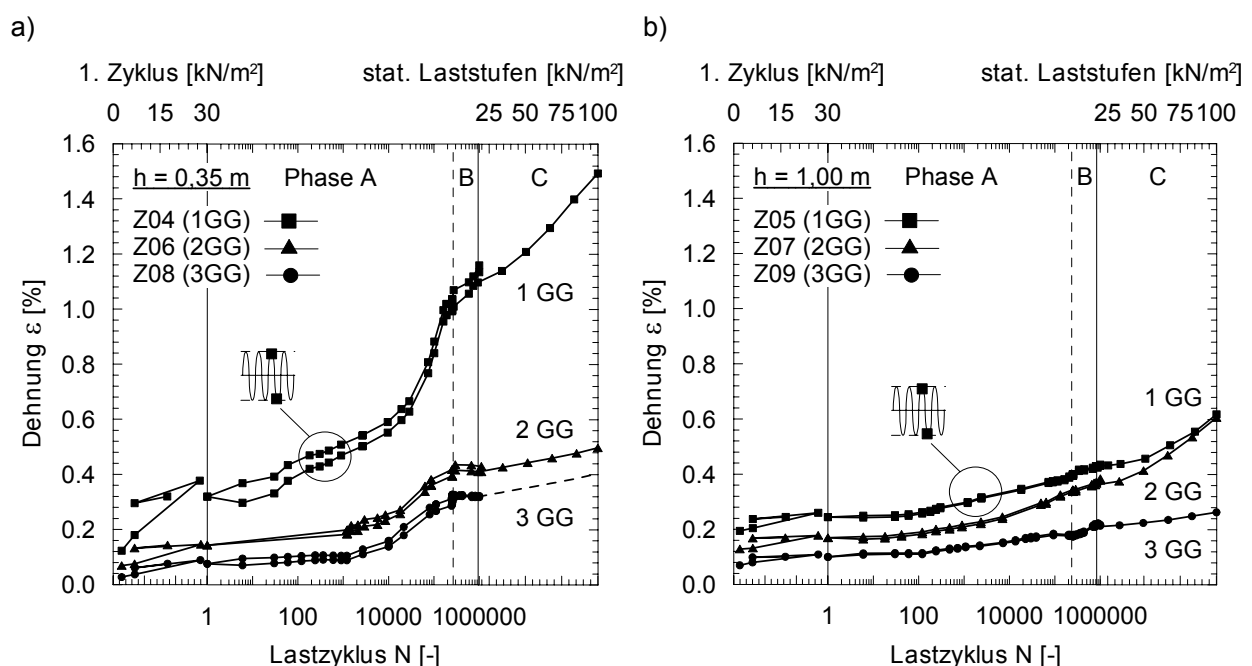 a)
1. Zyklus [kN/m²] stat. Laststufen [kN/m²]
0 15 30 25 50 75 100
1.6
1.4
1.2
1.0
0.8
0.6
0.4
0.2
0.0
Dehnung ε [%]
h = 0,35 m Phase A B C
Z04 (1GG)
Z06 (2GG)
Z08 (3GG)
1 GG
2 GG
3 GG
1 100 10000 1000000
Lastzyklus N [-]
b)
1. Zyklus [kN/m²] stat. Laststufen [kN/m²]
0 15 30 25 50 75 100
1.6
1.4
1.2
1.0
0.8
0.6
0.4
0.2
0.0
Dehnung ε [%]
h = 1,00 m Phase A B C
Z05 (1GG)
Z07 (2GG)
Z09 (3GG)
1 GG
2 GG
3 GG
1 100 10000 1000000
Lastzyklus N [-]